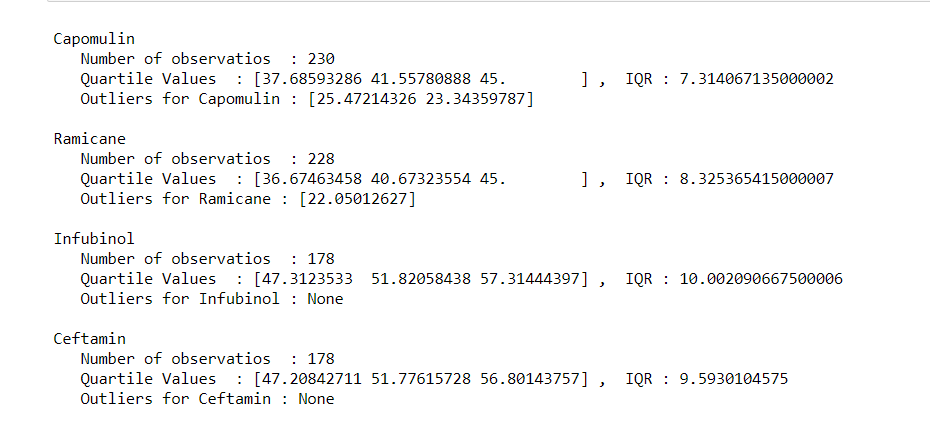 Capomulin
Number of observatios  : 230
Quartile Values  : [37.68593286 41.55780888 45.        ] ,  IQR : 7.314067135000002
Outliers for Capomulin : [25.47214326 23.34359787]
Ramicane
Number of observatios  : 228
Quartile Values  : [36.67463458 40.67323554 45.        ] ,  IQR : 8.325365415000007
Outliers for Ramicane : [22.05012627]
Infubinol
Number of observatios  : 178
Quartile Values  : [47.3123533  51.82058438 57.31444397] ,  IQR : 10.002090667500006
Outliers for Infubinol : None
Ceftamin
Number of observatios  : 178
Quartile Values  : [47.20842711 51.77615728 56.80143757] ,  IQR : 9.5930104575
Outliers for Ceftamin : None